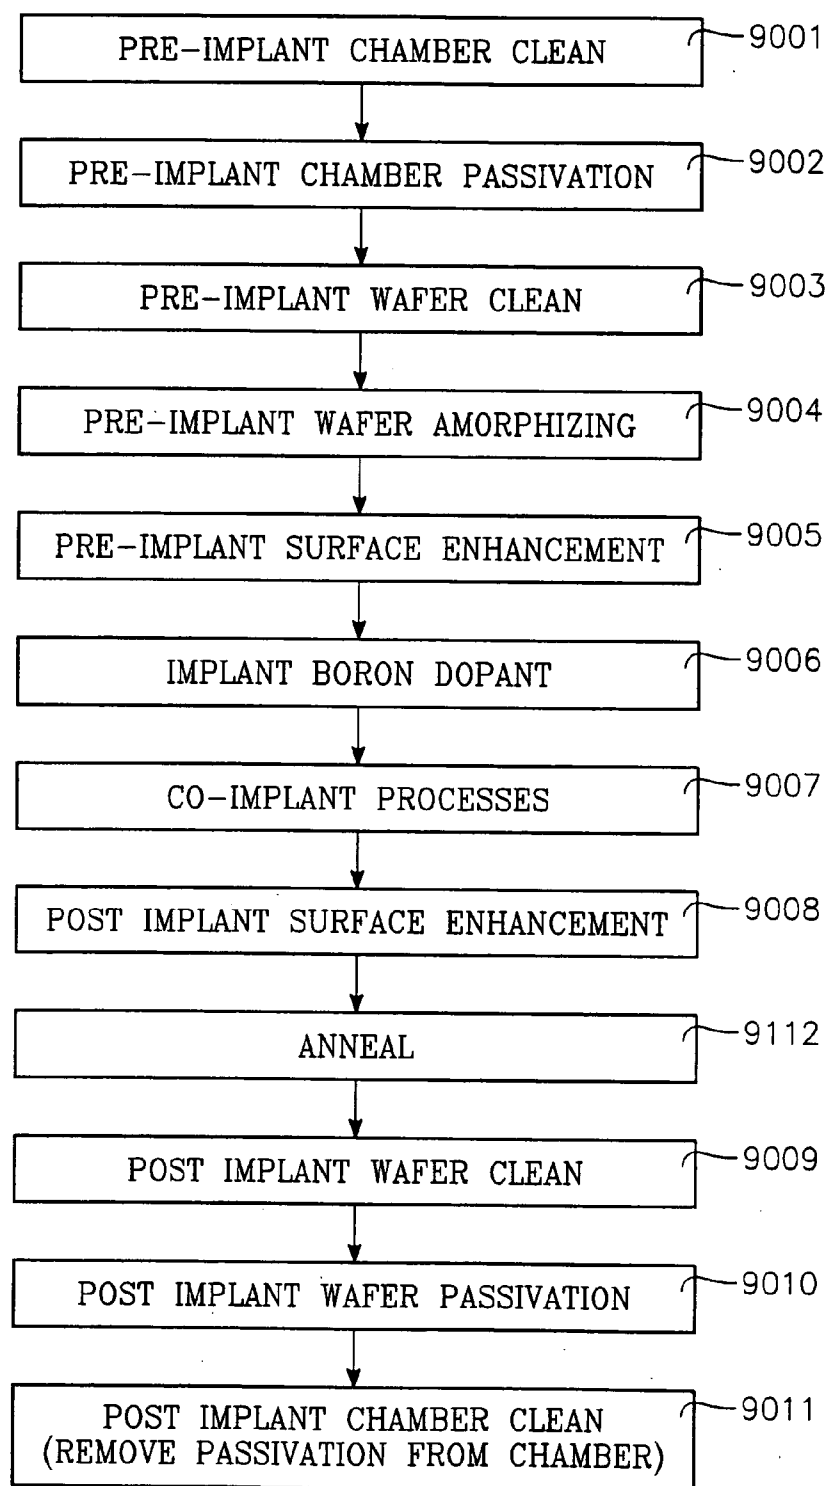 PRE-IMPLANT CHAMBER CLEAN 9001
PRE-IMPLANT CHAMBER PASSIVATION 9002
PRE-IMPLANT WAFER CLEAN 9003
PRE-IMPLANT WAFER AMORPHIZING 9004
PRE-IMPLANT SURFACE ENHANCEMENT 9005
IMPLANT BORON DOPANT 9006
CO-IMPLANT PROCESSES 9007
POST IMPLANT SURFACE ENHANCEMENT 9008
ANNEAL 9112
POST IMPLANT WAFER CLEAN 9009
POST IMPLANT WAFER PASSIVATION 9010
POST IMPLANT CHAMBER CLEAN 9011
(REMOVE PASSIVATION FROM CHAMBER)